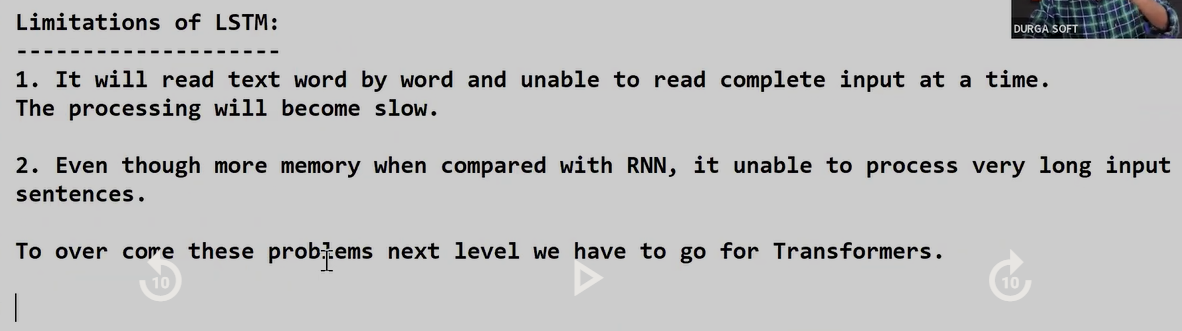 Limitations of LSTM:
--------------------
DURGA SOFT
1. It will read text word by word and unable to read complete input at a time.
The processing will become slow.
2. Even though more memory when compared with RNN, it unable to process very long input
sentences.
To over come these problems next level we have to go for Transformers.
10
10